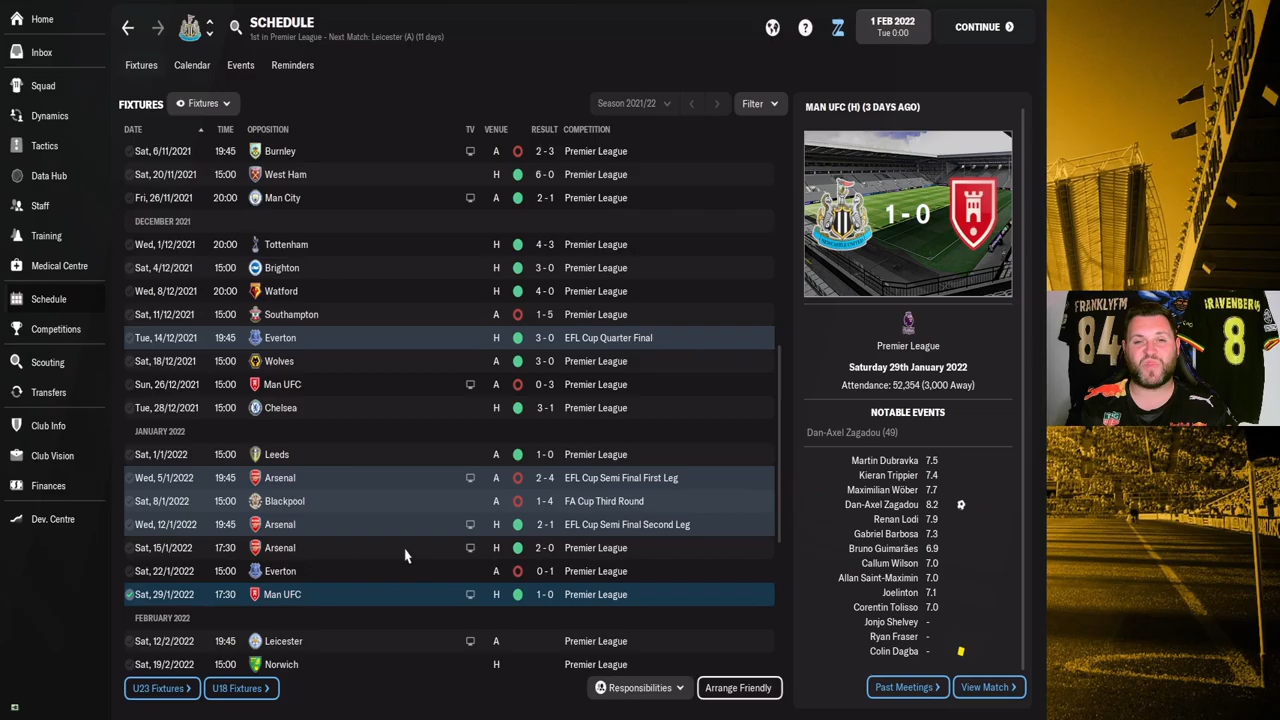 Home
SCHEDULE
1st in Premier League - Next Match: Leicester (A) (11 days)
?
Z
1 FEB 2022
Tue 0:00
CONTINUE
Inbox
Squad
Dynamics
Tactics
Data Hub
Staff
Training
Medical Centre
Schedule
Competitions
Scouting
Transfers
Club Info
Club Vision
Finances
Dev. Centre
Fixtures Calendar Events Reminders
FIXTURES Fixtures Season 2021/22 Filter
DATE TIME OPPOSITION TV VENUE RESULT COMPETITION
Sat, 6/11/2021 19:45 Burnley A 2 - 3 Premier League
Sat, 20/11/2021 15:00 West Ham H 6 - 0 Premier League
Fri, 26/11/2021 20:00 Man City A 2 - 1 Premier League
DECEMBER 2021
Wed, 1/12/2021 20:00 Tottenham H 4 - 3 Premier League
Sat, 4/12/2021 15:00 Brighton H 3 - 0 Premier League
Wed, 8/12/2021 20:00 Watford H 4 - 0 Premier League
Sat, 11/12/2021 15:00 Southampton A 1 - 5 Premier League
Tue, 14/12/2021 19:45 Everton H 3 - 0 EFL Cup Quarter Final
Sat, 18/12/2021 15:00 Wolves H 3 - 0 Premier League
Sun, 26/12/2021 15:00 Man UFC A 0 - 3 Premier League
Tue, 28/12/2021 15:00 Chelsea H 3 - 1 Premier League
JANUARY 2022
Sat, 1/1/2022 15:00 Leeds A 1 - 0 Premier League
Wed, 5/1/2022 19:45 Arsenal A 2 - 4 EFL Cup Semi Final First Leg
Sat, 8/1/2022 15:00 Blackpool A 1 - 4 FA Cup Third Round
Wed, 12/1/2022 19:45 Arsenal H 2 - 1 EFL Cup Semi Final Second Leg
Sat, 15/1/2022 17:30 Arsenal H 2 - 0 Premier League
Sat, 22/1/2022 15:00 Everton A 0 - 1 Premier League
Sat, 29/1/2022 17:30 Man UFC H 1 - 0 Premier League
FEBRUARY 2022
Sat, 12/2/2022 19:45 Leicester A Premier League
Sat, 19/2/2022 15:00 Norwich H Premier League
U23 Fixtures U18 Fixtures Responsibilities Arrange Friendly
MAN UFC (H) (3 DAYS AGO)
1 - 0
Premier League
Saturday 29th January 2022
Attendance: 52,354 (3,000 Away)
NOTABLE EVENTS
Dan-Axel Zagadou (49)
Martin Dubravka 7.5
Kieran Trippier 7.4
Maximilian Wöber 7.7
Dan-Axel Zagadou 8.2
Renan Lodi 7.9
Gabriel Barbosa 7.3
Bruno Guimarães 6.9
Callum Wilson 7.0
Allan Saint-Maximin 7.0
Joelinton 7.1
Corentin Tolisso 7.0
Jonjo Shelvey -
Ryan Fraser -
Colin Dagba -
Past Meetings View Match
FRANKLYFM
84
RAVENBER
8